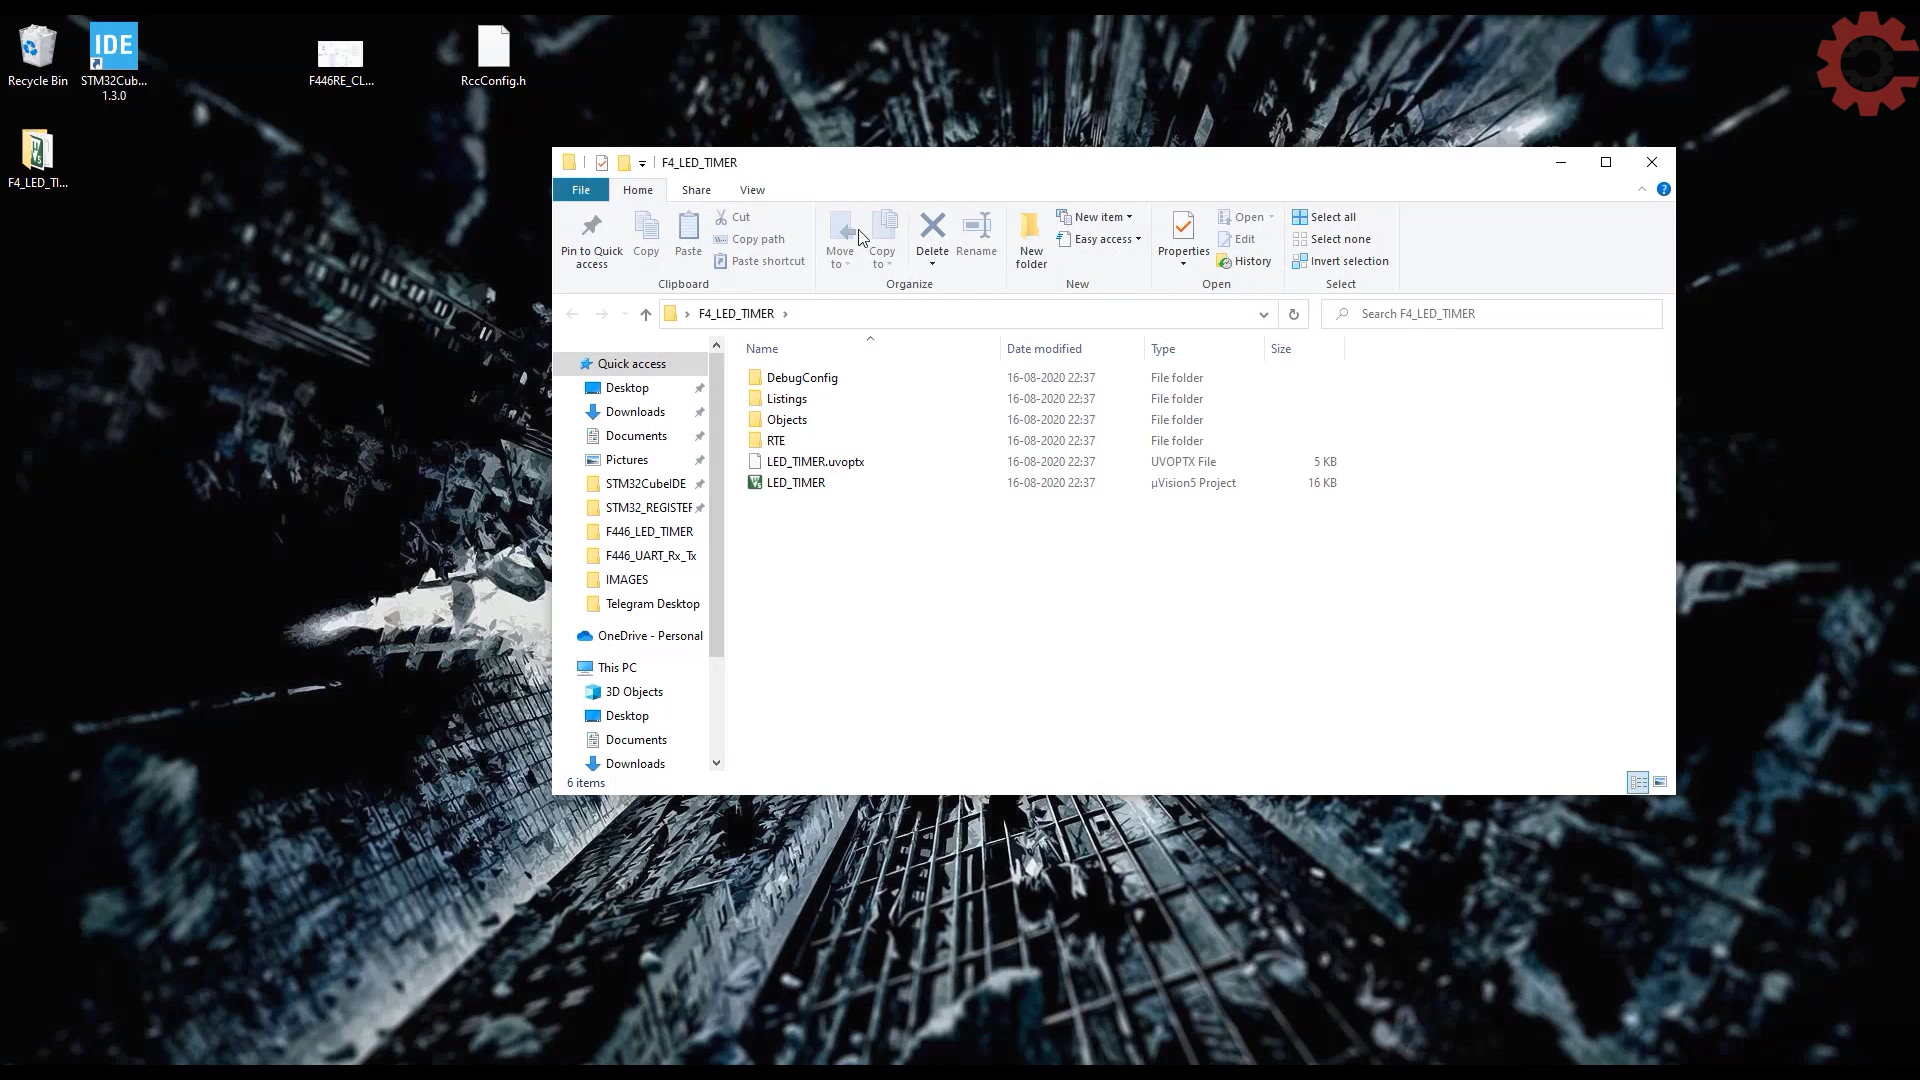 Recycle Bin
IDE
STM32Cub...
1.3.0
F446RE_CL...
RccConfig.h
F4_LED_TI...
F4_LED_TIMER
File
Home
Share
View
Pin to Quick
access
Copy
Paste
Cut
Copy path
Paste shortcut
Clipboard
Move
to
Copy
to
Delete
Rename
Organize
New
folder
New item
Easy access
New
Properties
Open
Edit
History
Open
Select all
Select none
Invert selection
Select
F4_LED_TIMER
Search F4_LED_TIMER
Name Date modified Type Size
DebugConfig 16-08-2020 22:37 File folder
Listings 16-08-2020 22:37 File folder
Objects 16-08-2020 22:37 File folder
RTE 16-08-2020 22:37 File folder
LED_TIMER.uvoptx 16-08-2020 22:37 UVOPTX File 5 KB
LED_TIMER 16-08-2020 22:37 µVision5 Project 16 KB
Quick access
Desktop
Downloads
Documents
Pictures
STM32CubeIDE
STM32_REGISTER
F446_LED_TIMER
F446_UART_Rx_Tx
IMAGES
Telegram Desktop
OneDrive - Personal
This PC
3D Objects
Desktop
Documents
Downloads
6 items